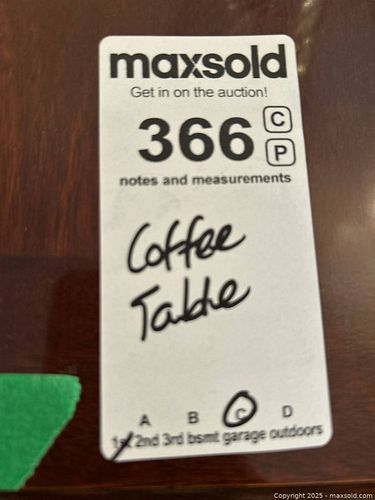 maxsold
Get in on the auction!
366 C
P
notes and measurements
Coffee
Table
A B C D
1st 2nd 3rd bsmt garage outdoors
Copyright 2025 - maxsold.com